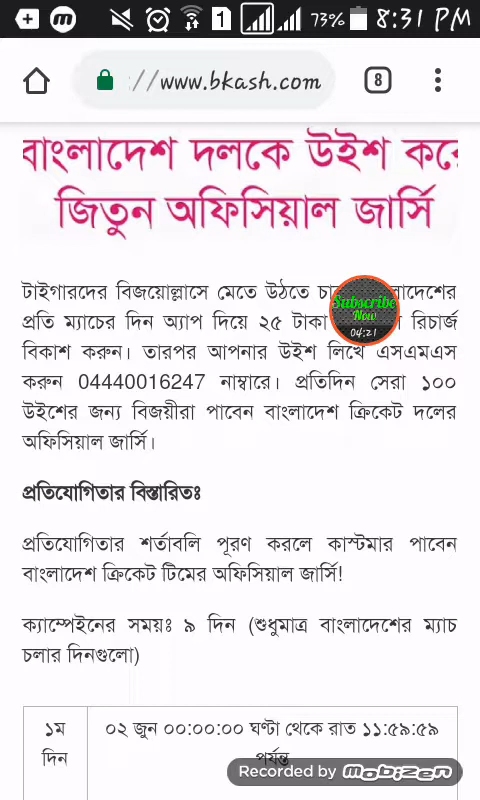 1 73% 8:31 PM
://www.bkash.com 8
বাংলাদেশ দলকে উইশ করে
জিতুন অফিসিয়াল জার্সি
টাইগারদের বিজয়োল্লাসে মেতে উঠতে
প্রতি ম্যাচের দিন অ্যাপ দিয়ে ২৫ টাকা রিচার্জ
বিকাশ করুন। তারপর আপনার উইশ লিখে এসএমএস
করুন 04440016247 নাম্বারে। প্রতিদিন সেরা ১০০
উইশের জন্য বিজয়ীরা পাবেন বাংলাদেশ ক্রিকেট দলের
অফিসিয়াল জার্সি।
Subscribe
Now
04:21
প্রতিযোগিতার বিস্তারিতঃ
প্রতিযোগিতার শর্তাবলি পূরণ করলে কাস্টমার পাবেন
বাংলাদেশ ক্রিকেট টিমের অফিসিয়াল জার্সি!
ক্যাম্পেইনের সময়ঃ ৯ দিন (শুধুমাত্র বাংলাদেশের ম্যাচ
চলার দিনগুলো)
১ম
দিন
০২ জুন ০০:০০:০০ ঘণ্টা থেকে রাত ১১:৫৯:৫৯
পর্যন্ত
Recorded by mobizen